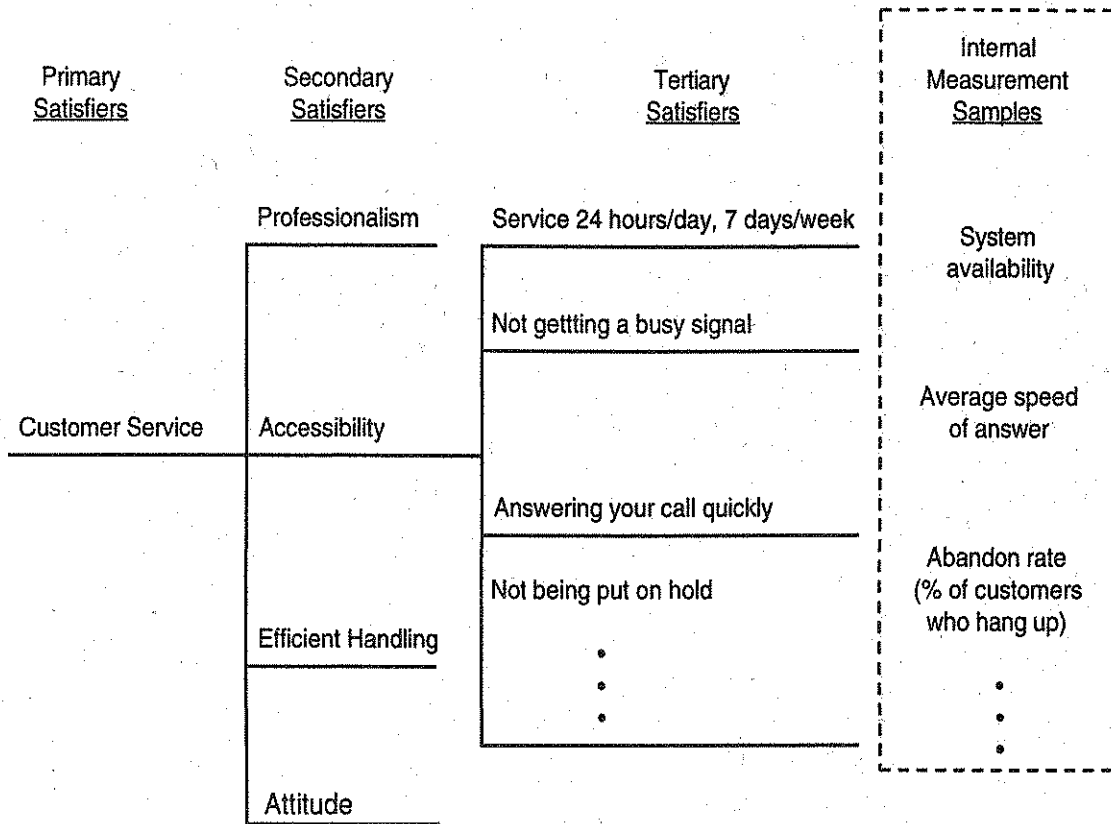 Primary
Satisfiers
Secondary
Satisfiers
Tertiary
Satisfiers
Internal
Measurement
Samples
Professionalism
Service 24 hours/day, 7 days/week
System
availability
Not gettting a busy signal
Customer Service
Accessibility
Average speed
of answer
Answering your call quickly
Not being put on hold
Abandon rate
(% of customers
who hang up)
Efficient Handling
Attitude